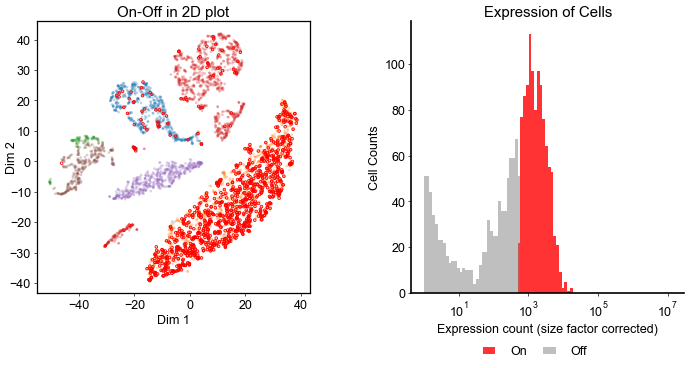 On-Off in 2D plot
40
30
20
10
0
−10
−20
−30
−40
Dim 2
−40 −20 0 20 40
Dim 1
Expression of Cells
100
80
60
40
20
0
Cell Counts
10^1 10^3 10^5 10^7
Expression count (size factor corrected)
On Off